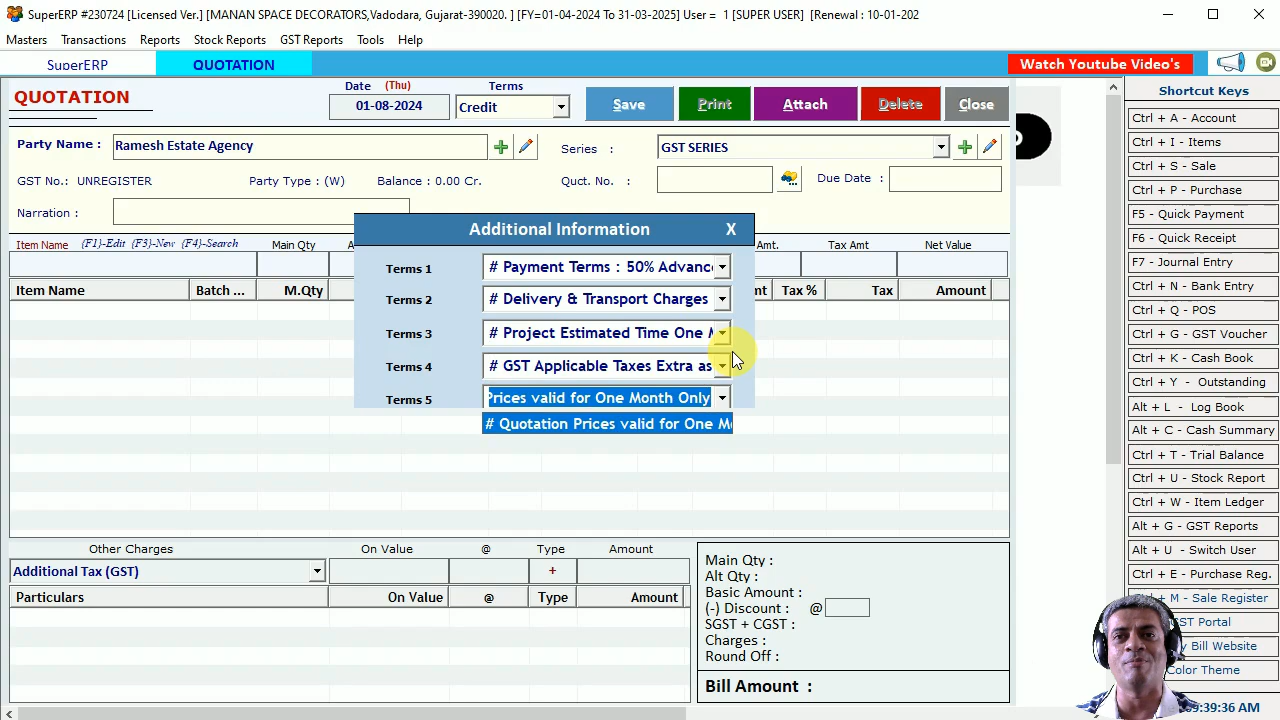 SuperERP #230724 [Licensed Ver.] [MANAN SPACE DECORATORS,Vadodara, Gujarat-390020. ] [FY=01-04-2024 To 31-03-2025] User = 1 [SUPER USER] [Renewal : 10-01-202
Masters Transactions Reports Stock Reports GST Reports Tools Help
SuperERP QUOTATION Watch Youtube Video's
QUOTATION
Date (Thu) Terms
01-08-2024 Credit Save Print Attach Delete Close
Party Name : Ramesh Estate Agency Series : GST SERIES
GST No.: UNREGISTER Party Type : (W) Balance : 0.00 Cr. Quct. No. : Due Date :
Narration :
Additional Information X
Item Name (F1)-Edit (F3)-New (F4)-Search Main Qty Amt. Tax Amt Net Value
Item Name Batch ... M.Qty Tax % Tax Amount
Terms 1 # Payment Terms : 50% Advanc
Terms 2 # Delivery & Transport Charges
Terms 3 # Project Estimated Time One
Terms 4 # GST Applicable Taxes Extra as
Terms 5 Prices valid for One Month Only
# Quotation Prices valid for One M
Other Charges On Value @ Type Amount
Additional Tax (GST) +
Particulars On Value @ Type Amount
Main Qty :
Alt Qty :
Basic Amount :
(-) Discount : @
SGST + CGST :
Charges :
Round Off :
Bill Amount :
Shortcut Keys
Ctrl + A - Account
Ctrl + I - Items
Ctrl + S - Sale
Ctrl + P - Purchase
F5 - Quick Payment
F6 - Quick Receipt
F7 - Journal Entry
Ctrl + N - Bank Entry
Ctrl + Q - POS
Ctrl + G - GST Voucher
Ctrl + K - Cash Book
Ctrl + Y - Outstanding
Alt + L - Log Book
Alt + C - Cash Summary
Ctrl + T - Trial Balance
Ctrl + U - Stock Report
Ctrl + W - Item Ledger
Alt + G - GST Reports
Alt + U - Switch User
Ctrl + E - Purchase Reg.
Ctrl + M - Sale Register
GST Portal
Bill Website
Color Theme
09:39:36 AM